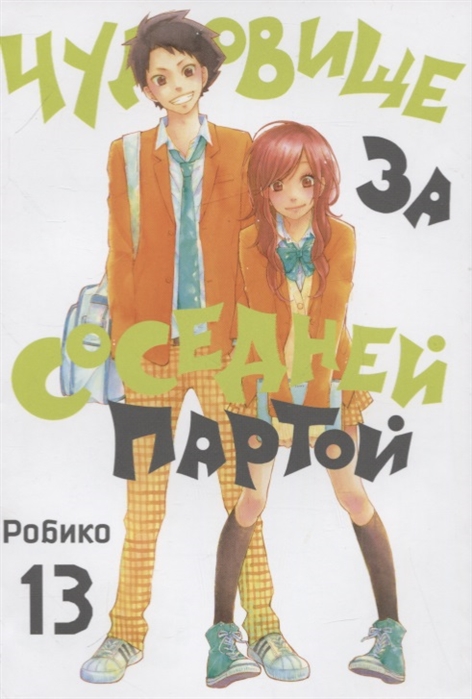 ЧУДОВИЩЕ
ЗА
СОСЕДНЕЙ
ПАРТОЙ
Робико
13